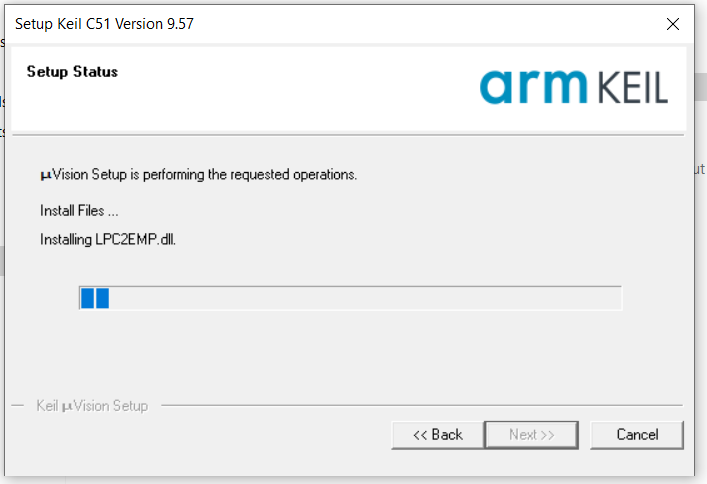 Setup Keil C51 Version 9.57
Setup Status
arm KEIL
µVision Setup is performing the requested operations.
Install Files ...
Installing LPC2EMP.dll.
Keil µVision Setup
<< Back
Next >>
Cancel